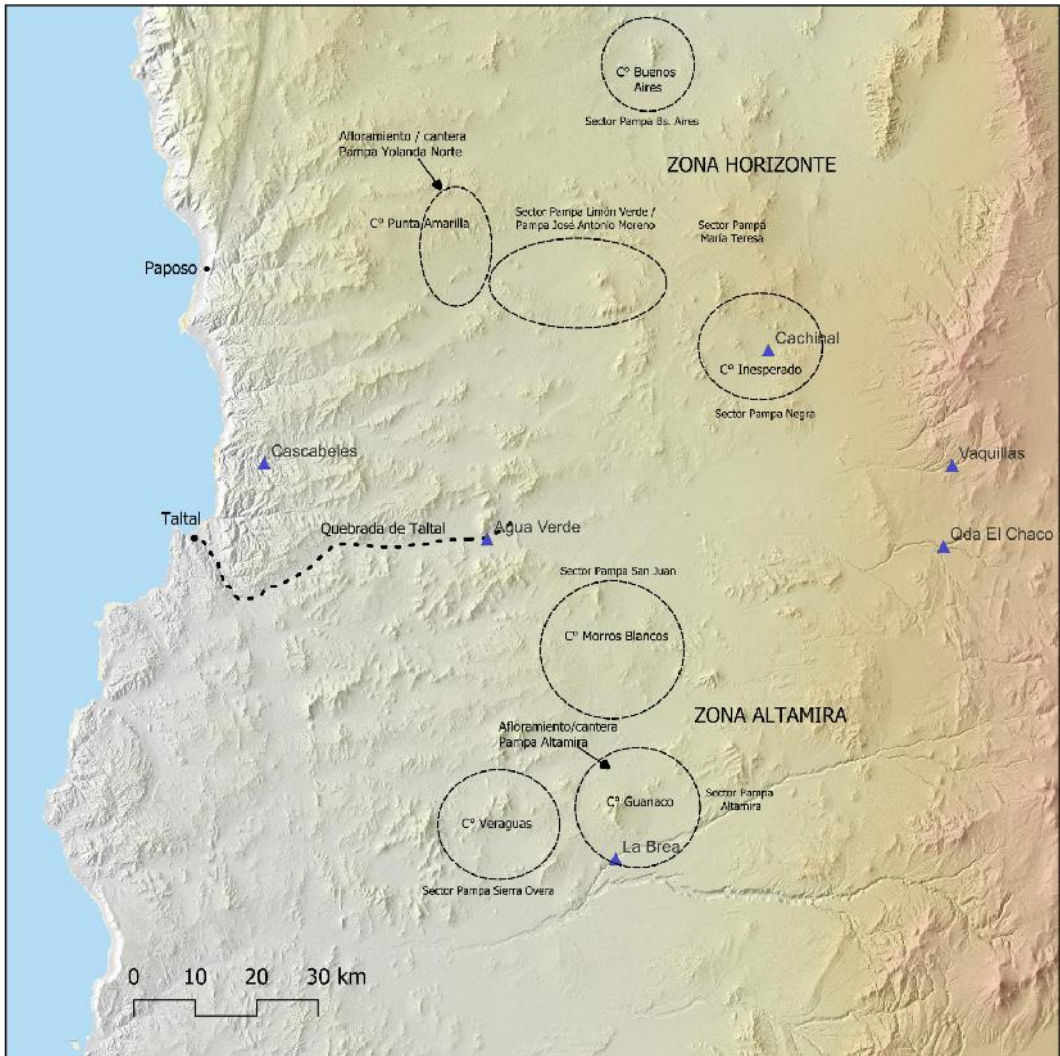 Cº Buenos
Aires
Sector Pampa Bs. Aires
Afloramiento / cantera
Pampa Yolanda Norte
ZONA HORIZONTE
Cº Punta Amarilla
Sector Pampa Limón Verde /
Pampa José Antonio Moreno
Sector Pampa
María Teresa
Paposo
Cachinal
Cº Inesperado
Sector Pampa Negra
Cascabeles
Vaquillas
Taltal
Quebrada de Taltal
Agua Verde
Qda El Chaco
Sector Pampa San Juan
Cº Morros Blancos
ZONA ALTAMIRA
Afloramiento/cantera
Pampa Altamira
Sector Pampa
Altamira
Cº Guanaco
Cº Veraguas
La Brea
Sector Pampa Sierra Overa
0 10 20 30 km